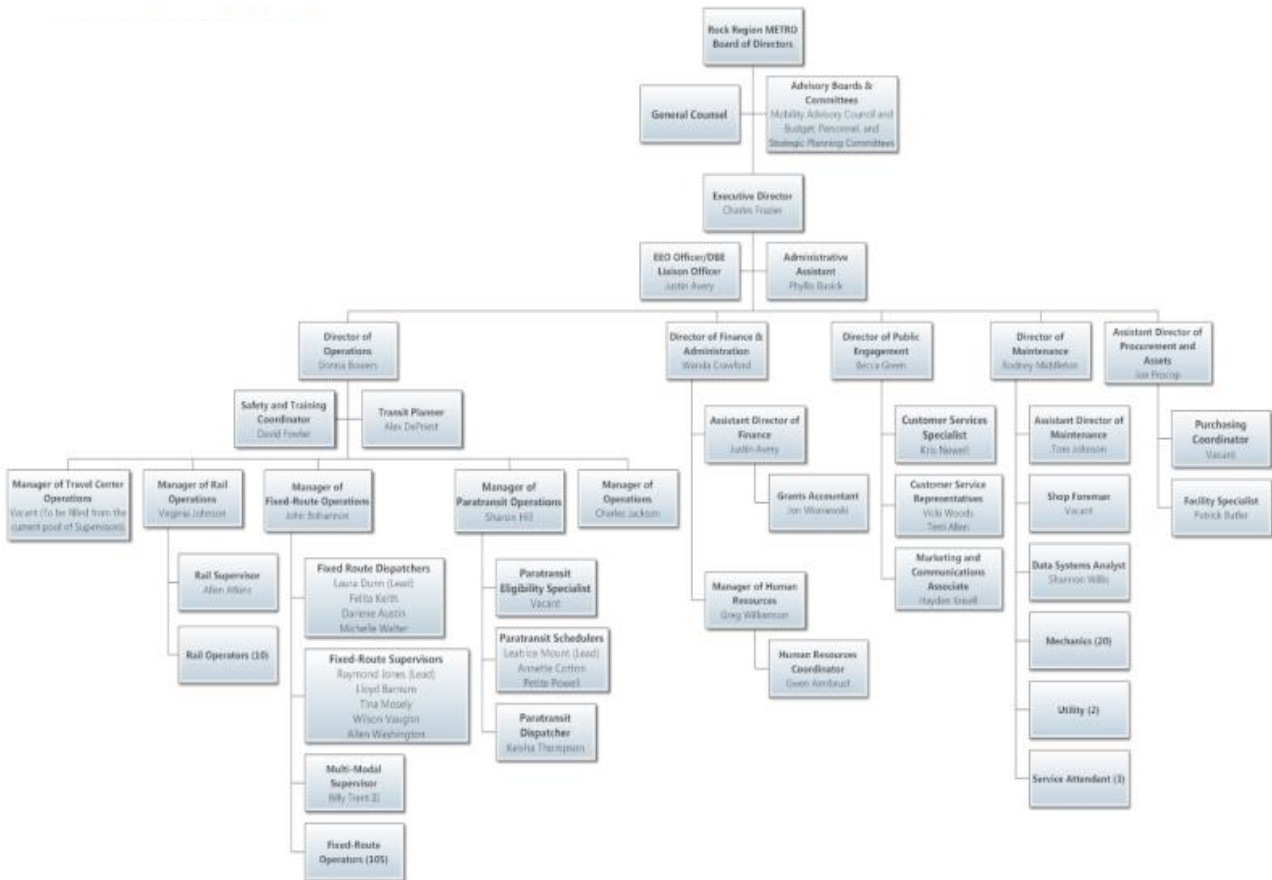 Rock Region METRO
Board of Directors
General Counsel
Advisory Boards &
Committees
Mobility Advisory Council and
Budget, Personnel, and
Strategic Planning Committees
Executive Director
Charles Frazier
EEO Officer/DBE
Liaison Officer
Justin Avery
Administrative
Assistant
Phyllis
Director of
Operations
Donna Bowers
Director of Finance &
Administration
Wanda Crawford
Director of Public
Engagement
Becca Green
Director of
Maintenance
Rodney Middleton
Assistant Director of
Procurement and
Assets
Safety and Training
Coordinator
David Fowler
Transit Planner
Alex DePriest
Manager of Travel Center
Operations
Vacant (To be filled from the
current pool of Supervisors)
Manager of Rail
Operations
Virginia Johnson
Manager of
Fixed-Route Operations
John Bohannon
Manager of
Paratransit Operations
Sharon Hill
Manager of
Operations
Charles Jackson
Rail Supervisor
Allen
Rail Operators (10)
Fixed Route Dispatchers
Laura Dunn (Lead)
Felita Keith
Darlene Austin
Michelle Walter
Fixed-Route Supervisors
Raymond Jones (Lead)
Lloyd Barnum
Tina Mosely
Wilson Vaughn
Allen Washington
Multi-Modal
Supervisor
Billy Trent
Fixed-Route
Operators (105)
Paratransit
Eligibility Specialist
Vacant
Paratransit Schedulers
Leatrice Mount (Lead)
Annette Cotton
Petite Powell
Paratransit
Dispatcher
Keisha Thompson
Assistant Director of
Finance
Justin Avery
Grants Accountant
Jon
Manager of Human
Resources
Greg
Human Resources
Coordinator
Gwen
Customer Services
Specialist
Kris Newell
Customer Service
Representatives
Vicki Woods
Terri Allen
Marketing and
Communications
Associate
Hayden
Assistant Director of
Maintenance
Tom Johnson
Shop Foreman
Vacant
Data Systems Analyst
Shannon Willis
Mechanics (20)
Utility (2)
Service Attendant (3)
Purchasing
Coordinator
Vacant
Facility Specialist
Patrick Butler